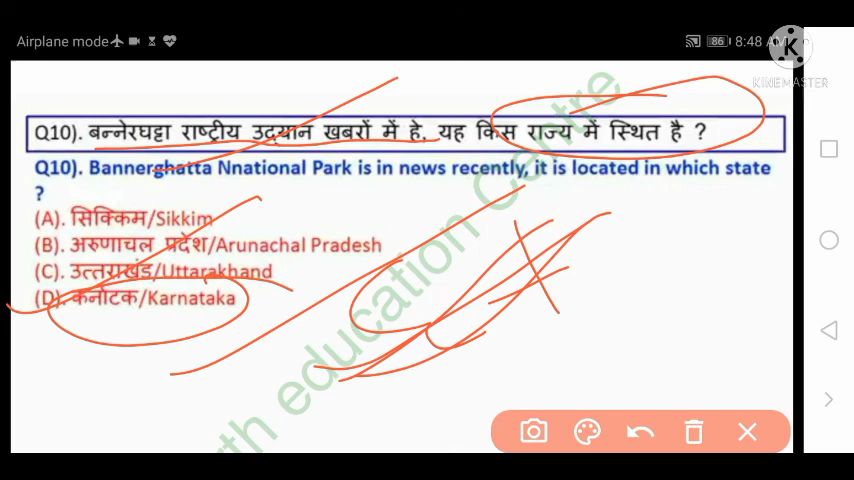 Airplane mode
86
8:48 AM
K
KINEMASTER
Q10). बन्नेरघट्टा राष्ट्रीय उद्यान खबरों में हे, यह किस राज्य में स्थित है ?
Q10). Bannerghatta Nnational Park is in news recently, it is located in which state
?
(A). सिक्किम/Sikkim
(B). अरुणाचल प्रदेश/Arunachal Pradesh
(C). उत्तराखंड/Uttarakhand
(D). कर्नाटक/Karnataka
education Centre